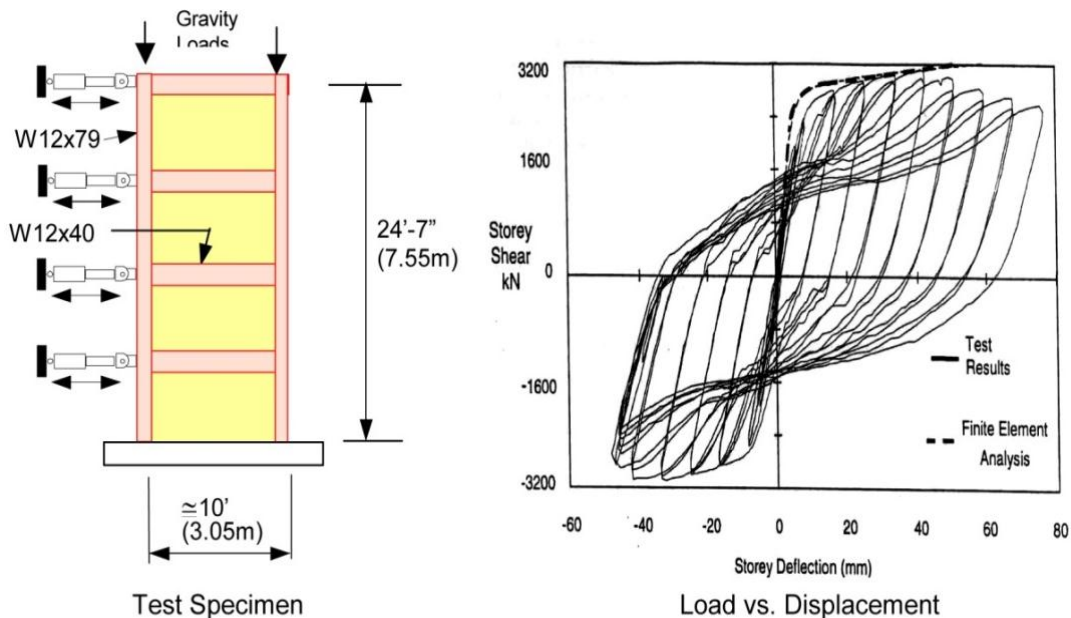 Gravity
Loads
W12x79
W12x40
24'-7"
(7.55m)
≅10'
(3.05m)
Test Specimen
3200
1600
0
-1600
-3200
Storey
Shear
kN
Test
Results
Finite Element
Analysis
-60 -40 -20 0 20 40 60 80
Storey Deflection (mm)
Load vs. Displacement